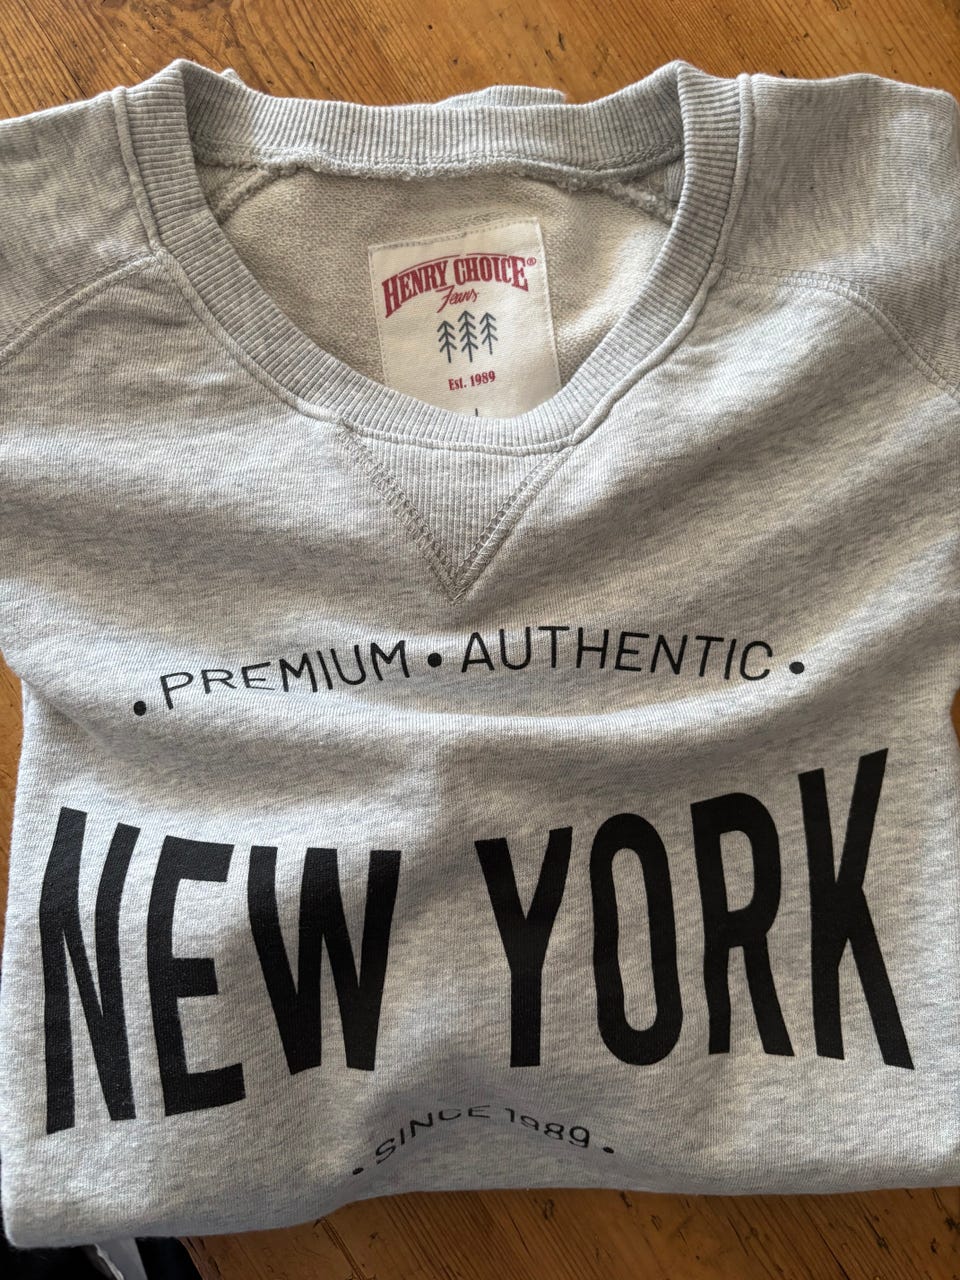 HENRY CHOICE®
Jeans
Est. 1989
• PREMIUM • AUTHENTIC •
NEW YORK
• SINCE 1989 •